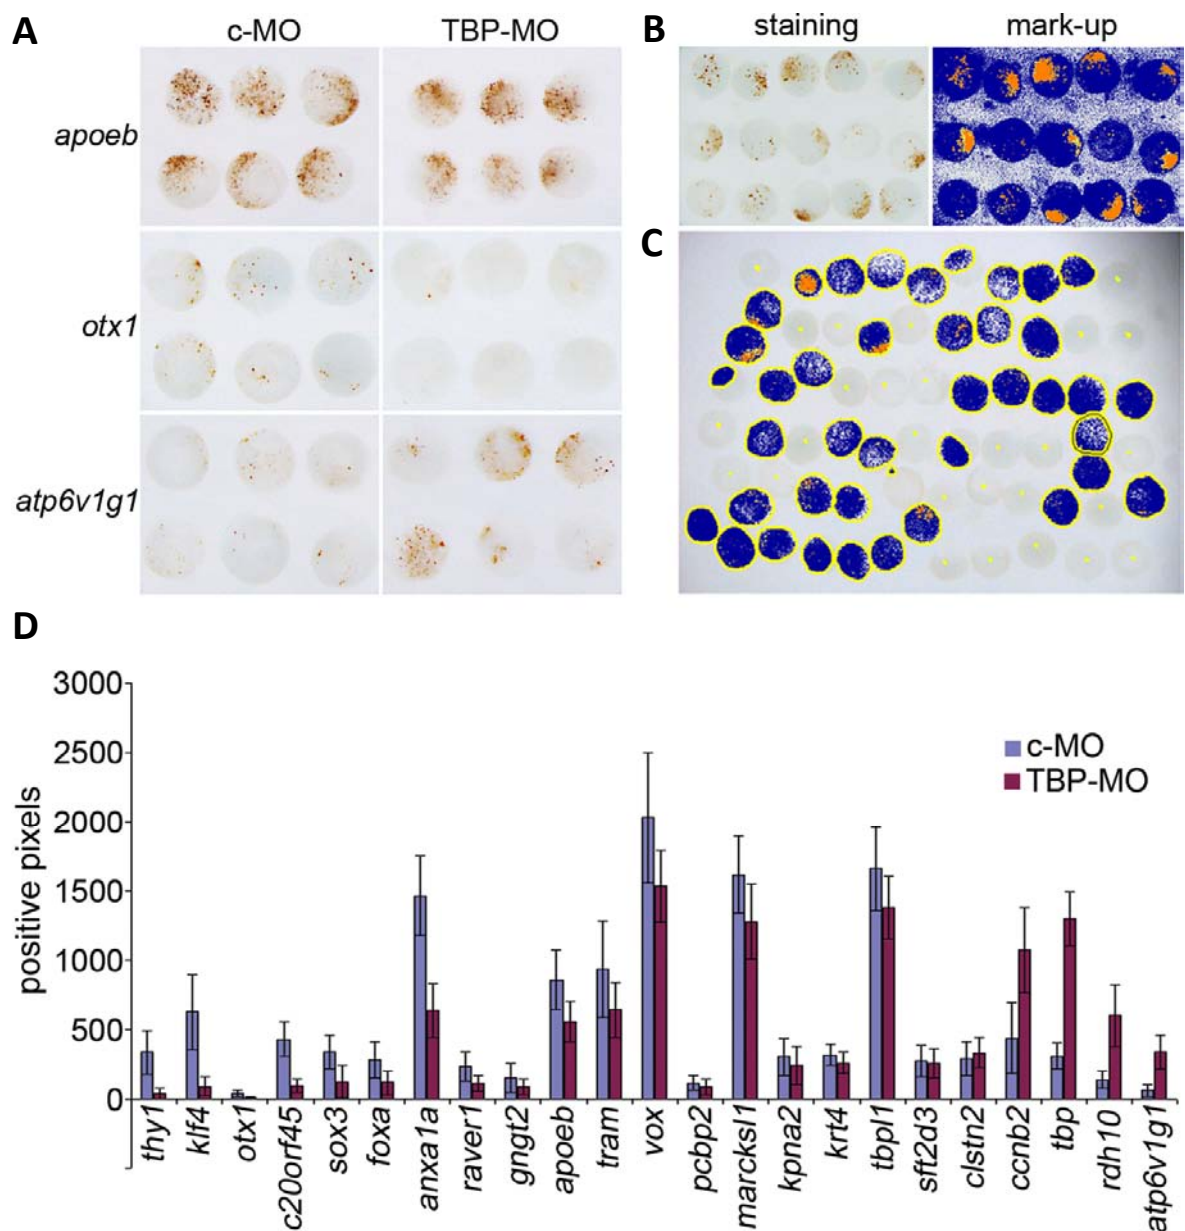 A
c-MO
TBP-MO
apoeb
otx1
atp6v1g1
B
staining
mark-up
C
D
positive pixels
3000
2500
2000
1500
1000
500
0
c-MO
TBP-MO
thy1
klf4
otx1
c20orf45
sox3
foxa
anxa1a
raver1
gngt2
apoeb
tram
vox
pcbp2
marcksl1
kpna2
krt4
tbpl1
sft2d3
clstn2
ccnb2
tbp
rdh10
atp6v1g1